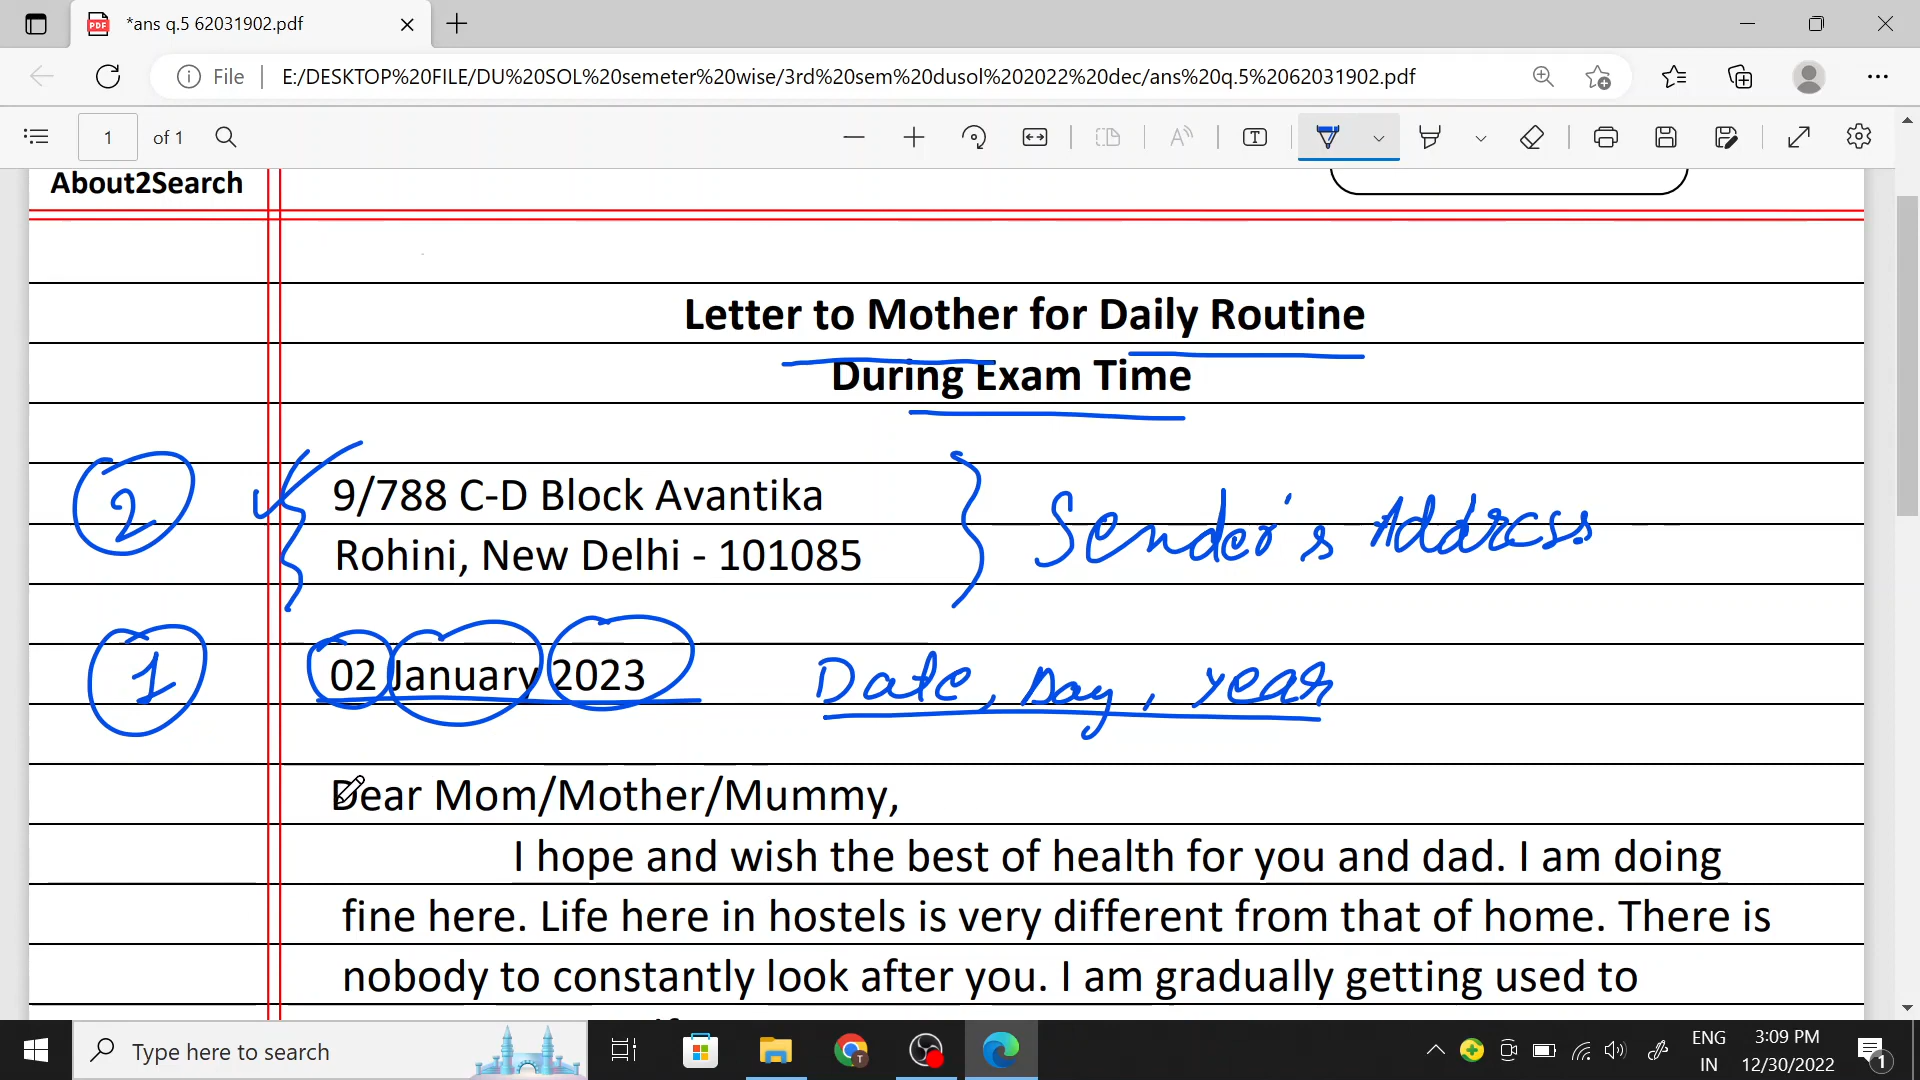 *ans q.5 62031902.pdf
File E:/DESKTOP%20FILE/DU%20SOL%20semeter%20wise/3rd%20sem%20dusol%202022%20dec/ans%20q.5%2062031902.pdf
1 of 1
About2Search
Letter to Mother for Daily Routine
During Exam Time
2
9/788 C-D Block Avantika
Rohini, New Delhi - 101085
Sender's Address
1
02 January 2023
Date, Day, year
Dear Mom/Mother/Mummy,
I hope and wish the best of health for you and dad. I am doing
fine here. Life here in hostels is very different from that of home. There is
nobody to constantly look after you. I am gradually getting used to
Type here to search
ENG
IN
3:09 PM
12/30/2022
1